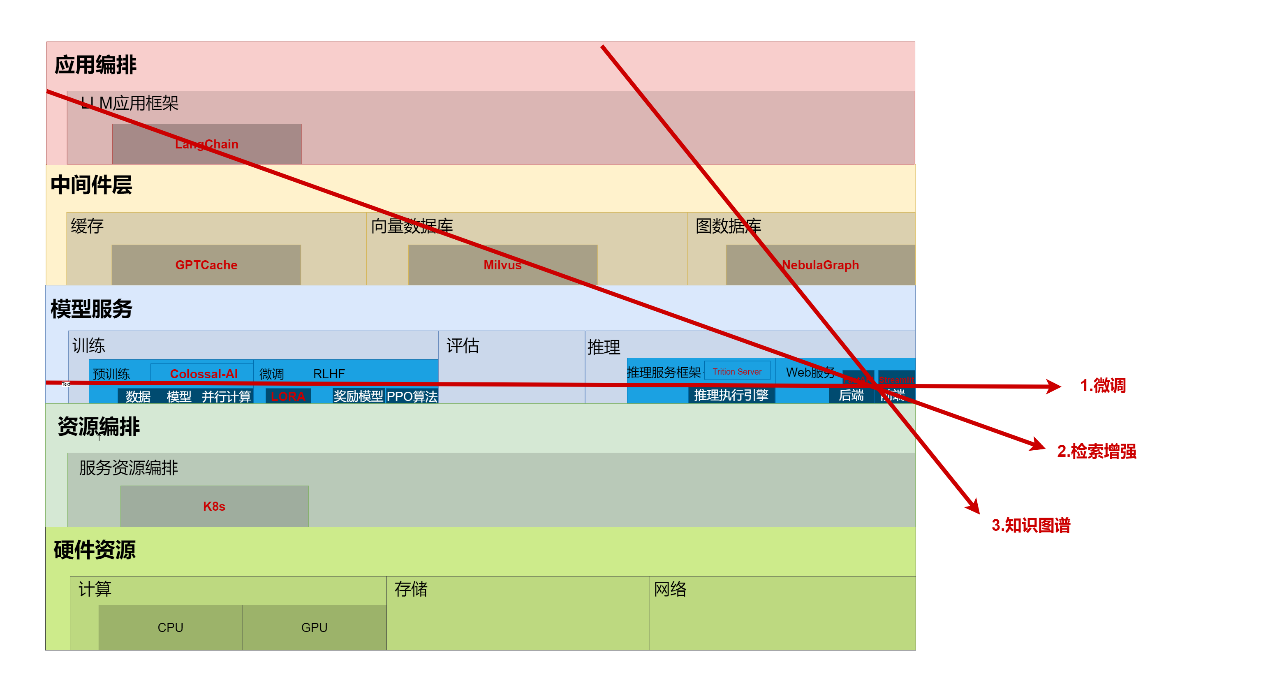 应用编排
LLM应用框架
LangChain
中间件层
缓存
向量数据库
图数据库
GPTCache
Milvus
NebulaGraph
模型服务
训练
评估
推理
预训练
Colossal-AI
微调
RLHF
推理服务框架
Trition Server
Web服务
数据
模型
并行计算
LORA
奖励模型
PPO算法
推理执行引擎
后端
前端
1.微调
资源编排
2.检索增强
服务资源编排
K8s
3.知识图谱
硬件资源
计算
存储
网络
CPU
GPU